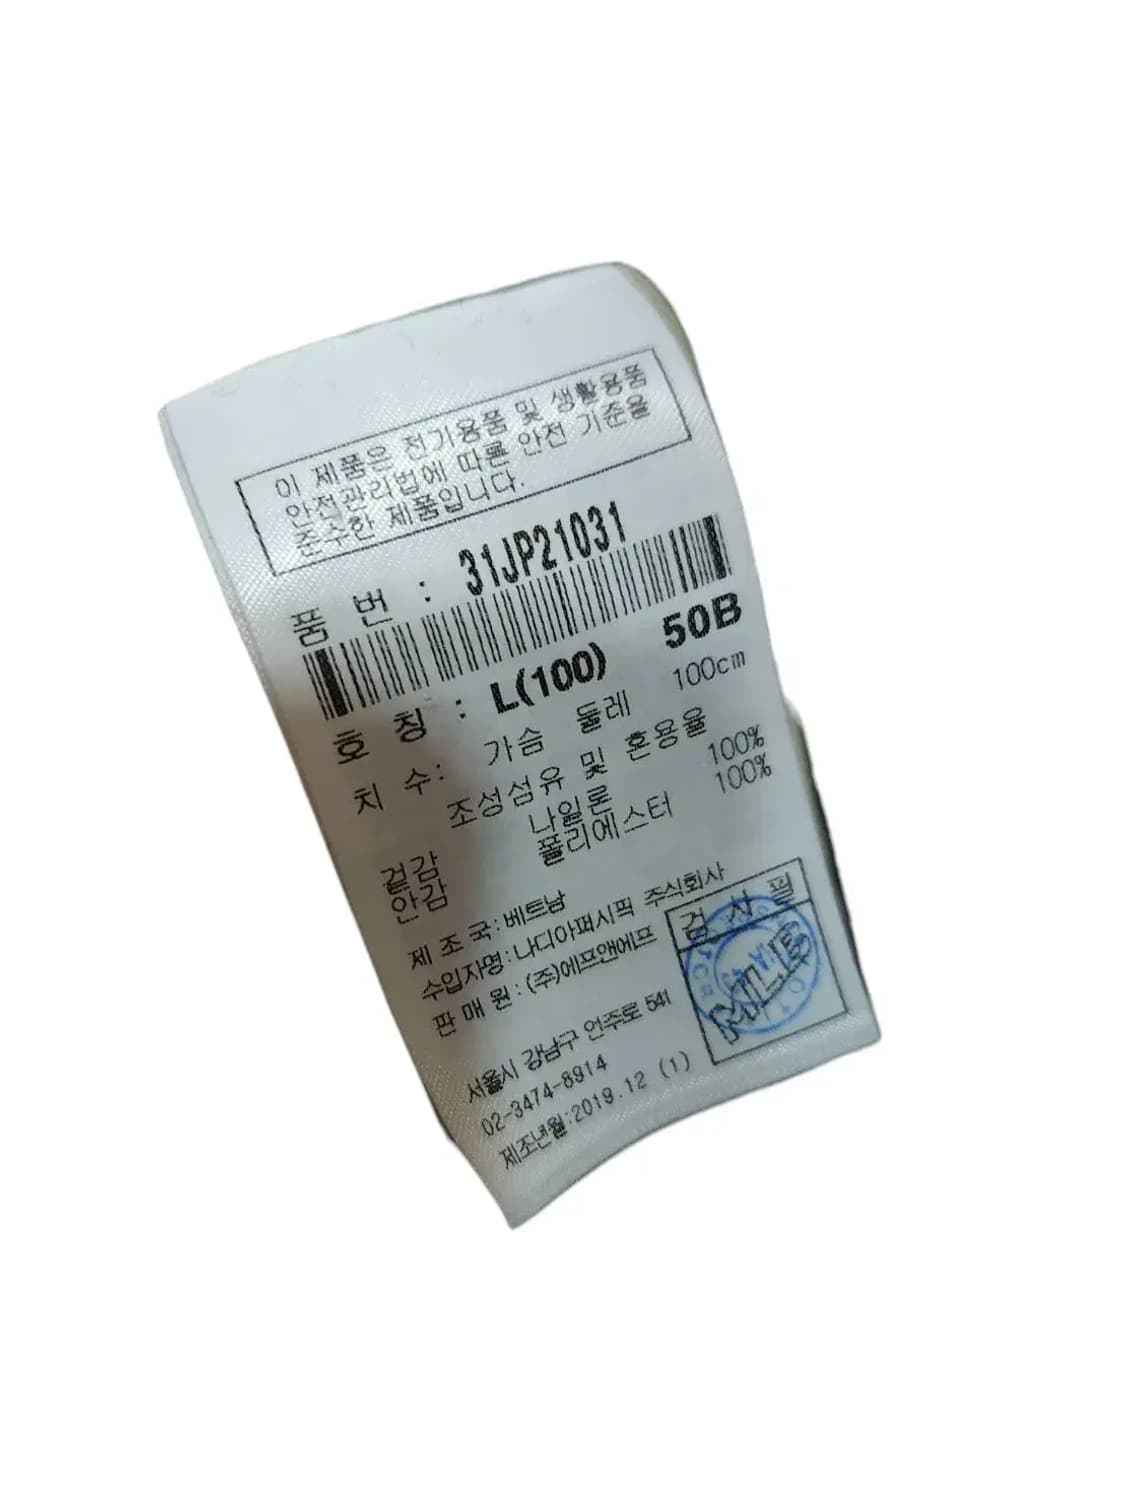 이 제품은 전기용품 및 생활용품
안전관리법에 따른 안전 기준을
준수한 제품입니다.
품 번 : 31JP21031
호 칭 : L(100) 50B
치 수: 가슴 둘레 100cm
조성섬유 및 혼용율
겉감 나일론 100%
안감 폴리에스터 100%
제 조 국:베트남
수입자명:나디아퍼시픽 주식회사
판 매 원:(주)에프앤에프
검 사 필
서울시 강남구 언주로 541
02-3474-8914
제조년월:2019.12 (1)